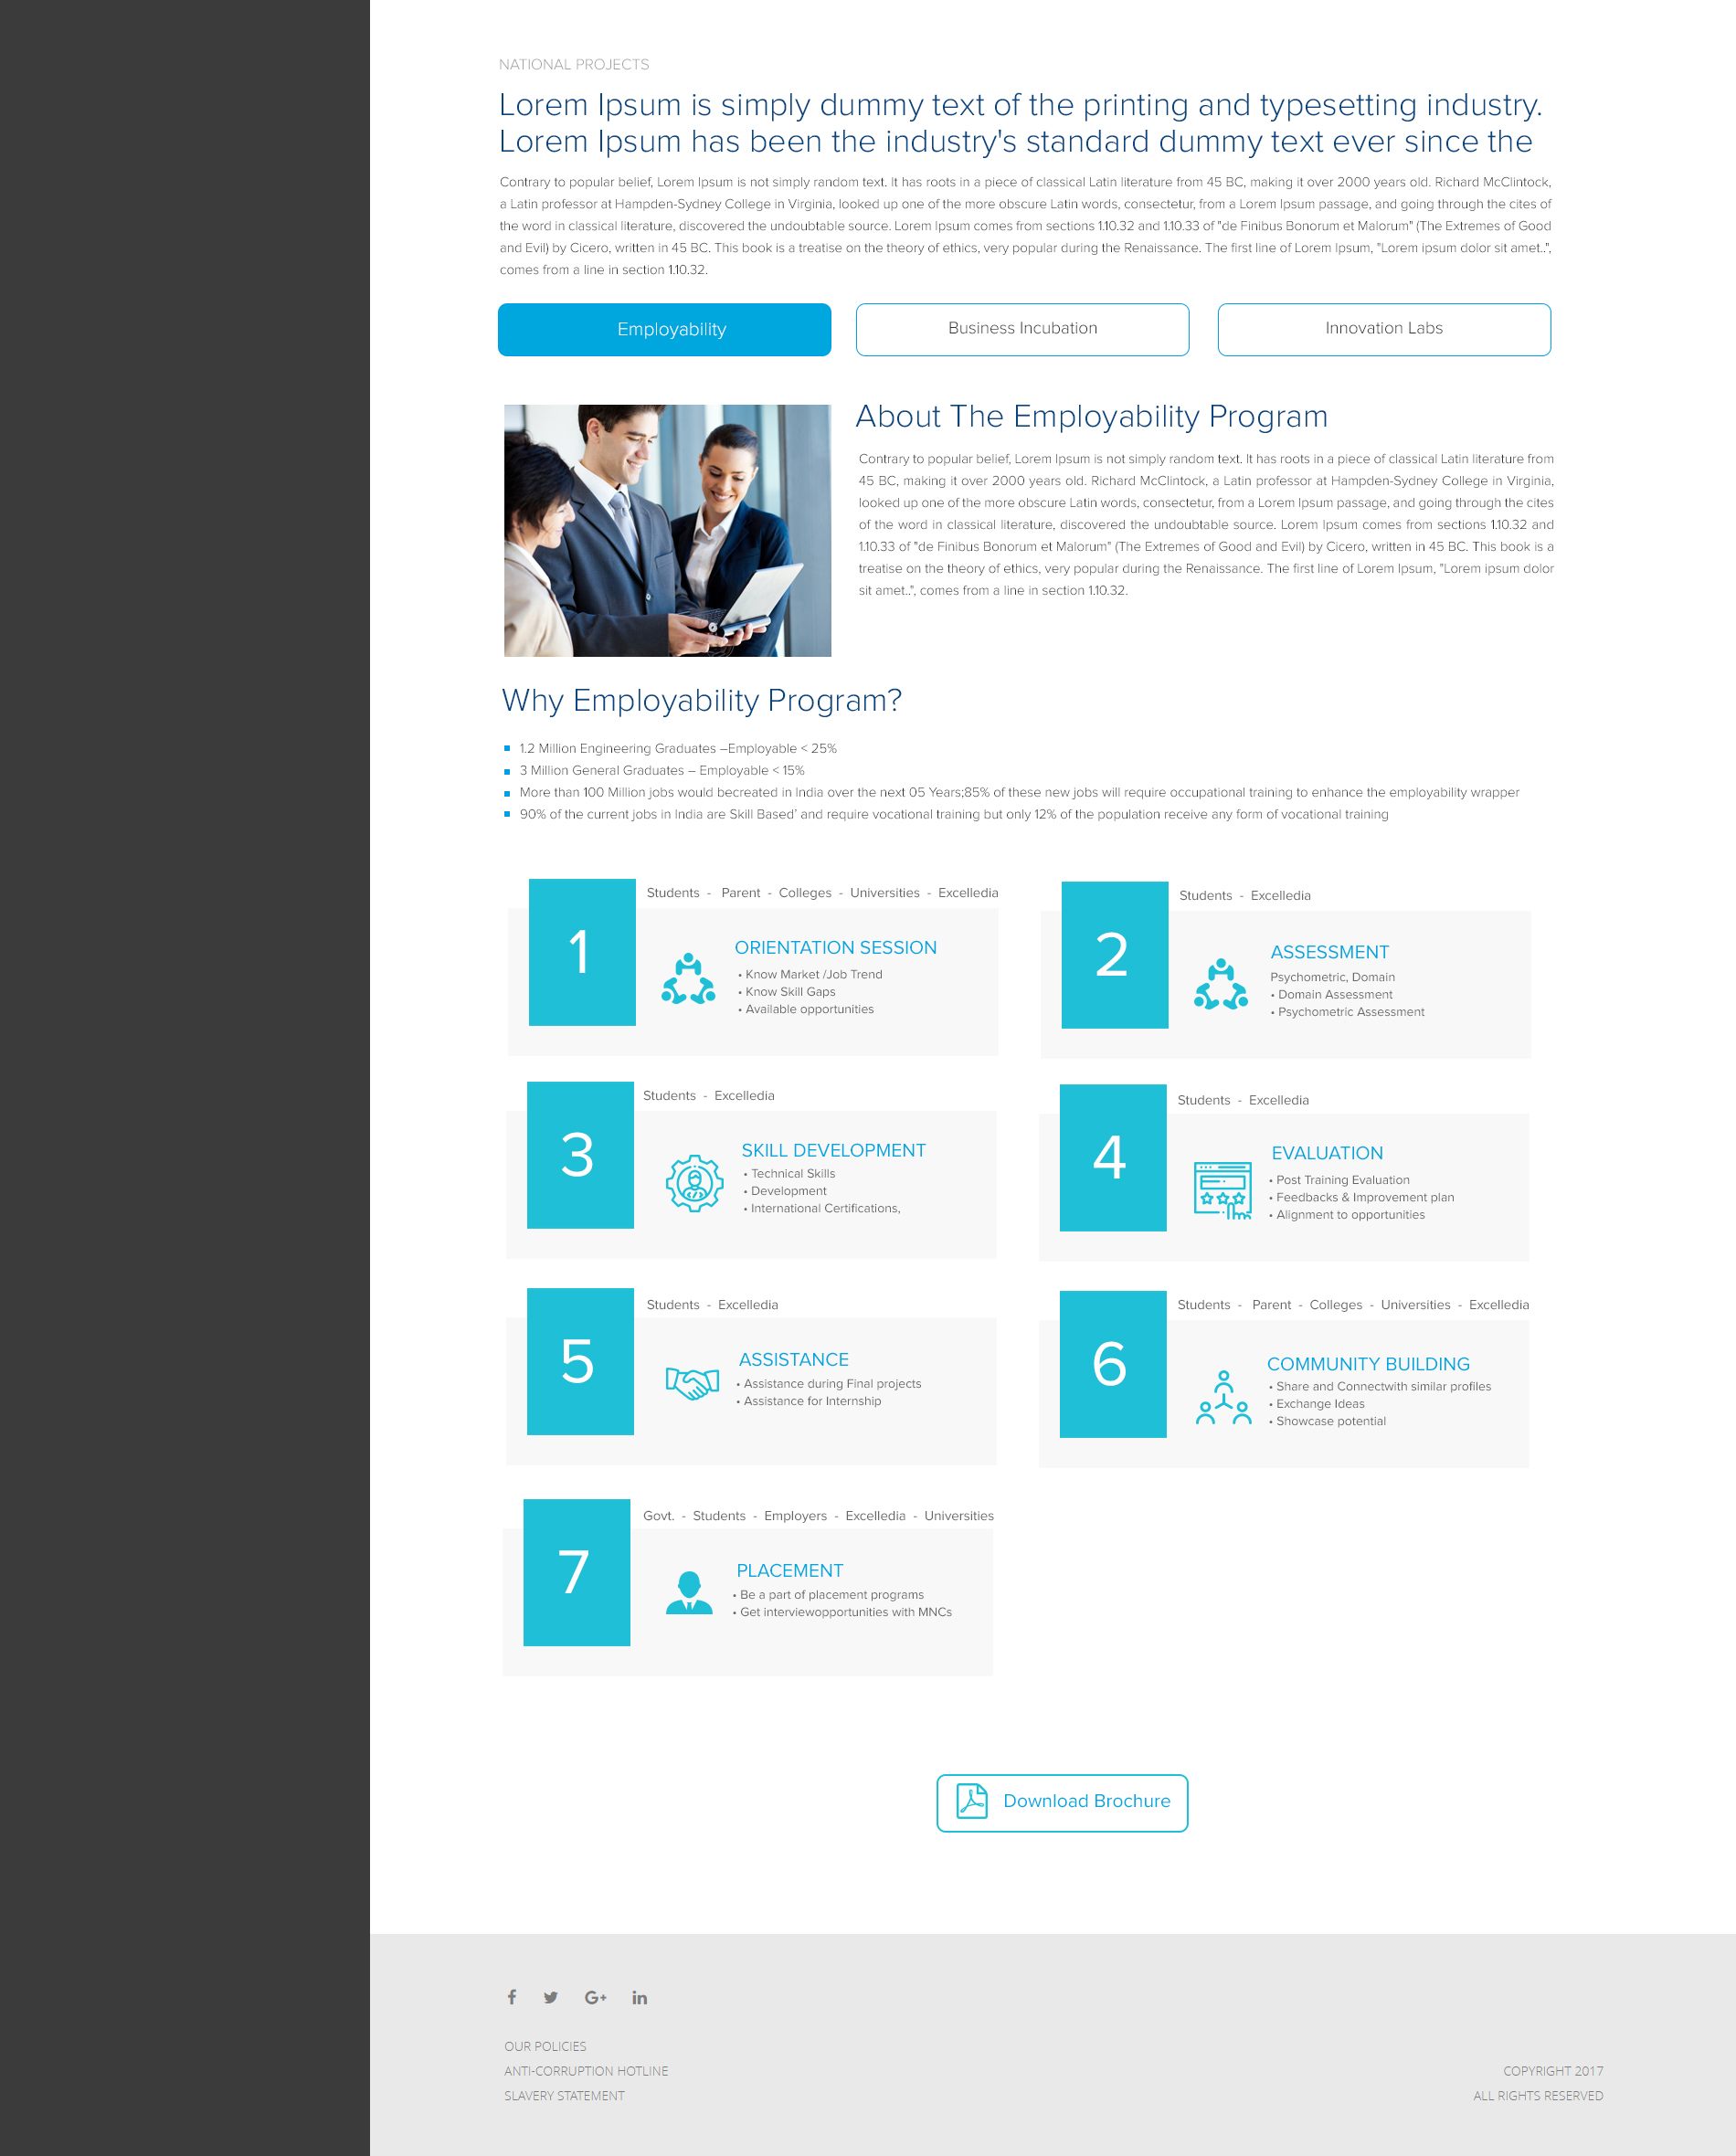 NATIONAL PROJECTS
Lorem Ipsum is simply dummy text of the printing and typesetting industry.
Lorem Ipsum has been the industry's standard dummy text ever since the
Contrary to popular belief, Lorem Ipsum is not simply random text. It has roots in a piece of classical Latin literature from 45 BC, making it over 2000 years old. Richard McClintock,
a Latin professor at Hampden-Sydney College in Virginia, looked up one of the more obscure Latin words, consectetur, from a Lorem Ipsum passage, and going through the cites of
the word in classical literature, discovered the undoubtable source. Lorem Ipsum comes from sections 1.10.32 and 1.10.33 of "de Finibus Bonorum et Malorum" (The Extremes of Good
and Evil) by Cicero, written in 45 BC. This book is a treatise on the theory of ethics, very popular during the Renaissance. The first line of Lorem Ipsum, "Lorem ipsum dolor sit amet..",
comes from a line in section 1.10.32.
Employability
Business Incubation
Innovation Labs
About The Employability Program
Contrary to popular belief, Lorem Ipsum is not simply random text. It has roots in a piece of classical Latin literature from
45 BC, making it over 2000 years old. Richard McClintock, a Latin professor at Hampden-Sydney College in Virginia,
looked up one of the more obscure Latin words, consectetur, from a Lorem Ipsum passage, and going through the cites
of the word in classical literature, discovered the undoubtable source. Lorem Ipsum comes from sections 1.10.32 and
1.10.33 of "de Finibus Bonorum et Malorum" (The Extremes of Good and Evil) by Cicero, written in 45 BC. This book is a
treatise on the theory of ethics, very popular during the Renaissance. The first line of Lorem Ipsum, "Lorem ipsum dolor
sit amet..", comes from a line in section 1.10.32.
Why Employability Program?
1.2 Million Engineering Graduates –Employable < 25%
3 Million General Graduates – Employable < 15%
More than 100 Million jobs would becreated in India over the next 05 Years;85% of these new jobs will require occupational training to enhance the employability wrapper
90% of the current jobs in India are Skill Based’ and require vocational training but only 12% of the population receive any form of vocational training
1
Students - Parent - Colleges - Universities - Excelledia
ORIENTATION SESSION
• Know Market /Job Trend
• Know Skill Gaps
• Available opportunities
2
Students - Excelledia
ASSESSMENT
Psychometric, Domain
• Domain Assessment
• Psychometric Assessment
3
Students - Excelledia
SKILL DEVELOPMENT
• Technical Skills
• Development
• International Certifications,
4
Students - Excelledia
EVALUATION
• Post Training Evaluation
• Feedbacks & Improvement plan
• Alignment to opportunities
5
Students - Excelledia
ASSISTANCE
• Assistance during Final projects
• Assistance for Internship
6
Students - Parent - Colleges - Universities - Excelledia
COMMUNITY BUILDING
• Share and Connectwith similar profiles
• Exchange Ideas
• Showcase potential
7
Govt. - Students - Employers - Excelledia - Universities
PLACEMENT
• Be a part of placement programs
• Get interviewopportunities with MNCs
Download Brochure
OUR POLICIES
ANTI-CORRUPTION HOTLINE
SLAVERY STATEMENT
COPYRIGHT 2017
ALL RIGHTS RESERVED